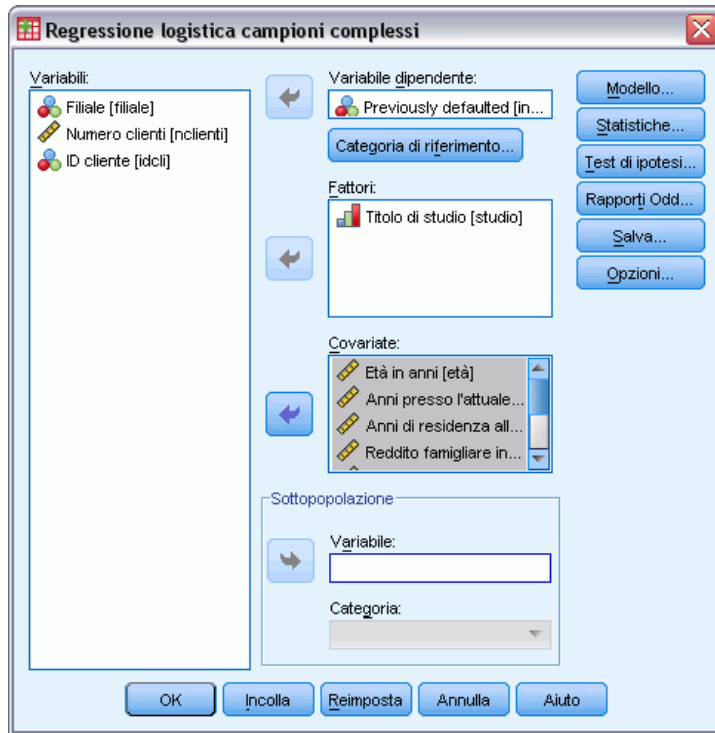 Regressione logistica campioni complessi
Variabili:
Filiale [filiale]
Numero clienti [nclienti]
ID cliente [idcli]
Variabile dipendente:
Previously defaulted [in...
Categoria di riferimento...
Fattori:
Titolo di studio [studio]
Covariate:
Età in anni [età]
Anni presso l'attuale...
Anni di residenza all...
Reddito famigliare in...
Sottopopolazione
Variabile:
Categoria:
Modello...
Statistiche...
Test di ipotesi...
Rapporti Odd...
Salva...
Opzioni...
OK
Incolla
Reimposta
Annulla
Aiuto